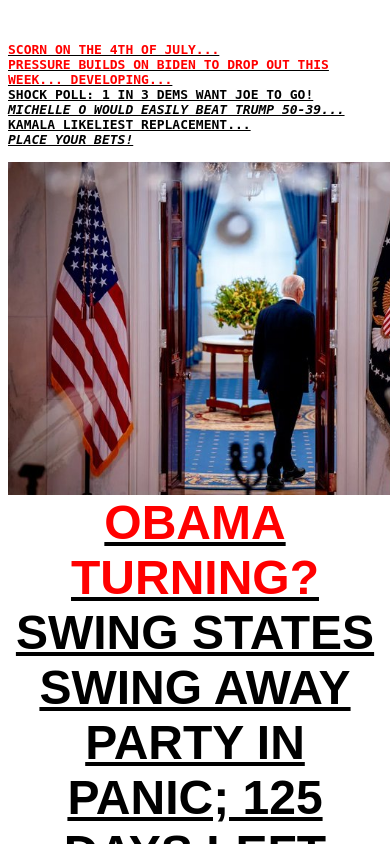 SCORN ON THE 4TH OF JULY...
PRESSURE BUILDS ON BIDEN TO DROP OUT THIS
WEEK... DEVELOPING...
SHOCK POLL: 1 IN 3 DEMS WANT JOE TO GO!
MICHELLE O WOULD EASILY BEAT TRUMP 50-39...
KAMALA LIKELIEST REPLACEMENT...
PLACE YOUR BETS!
OBAMA
TURNING?
SWING STATES
SWING AWAY
PARTY IN
PANIC; 125
DAYS LEFT